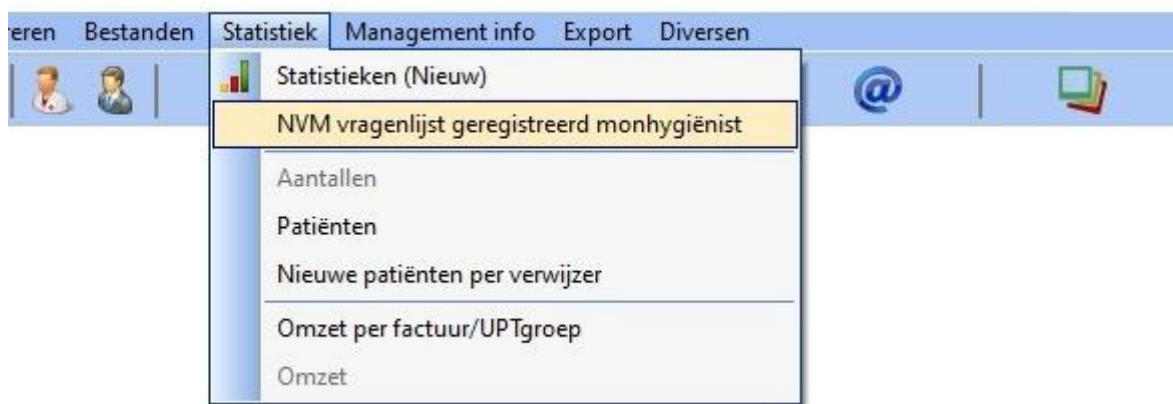 eren Bestanden Statistiek Management info Export Diversen
Statistieken (Nieuw)
NVM vragenlijst geregistreerd monhygiënist
Aantallen
Patiënten
Nieuwe patiënten per verwijzer
Omzet per factuur/UPTgroep
Omzet